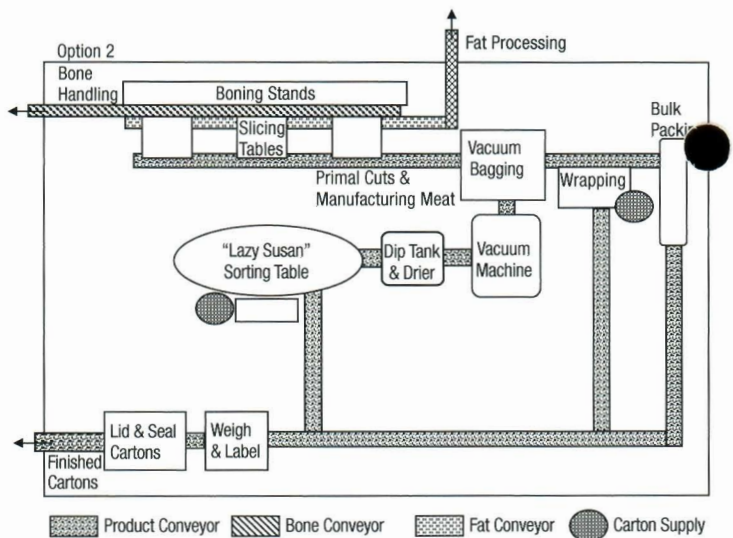 Option 2
Fat Processing
Bone
Handling
Boning Stands
Bulk
Slicing
Tables
Vacuum
Bagging
Primal Cuts &
Manufacturing Meat
Wrapping
"Lazy Susan"
Sorting Table
Dip Tank
& Drier
Vacuum
Machine
Lid & Seal
Cartons
Weigh
& Label
Finished
Cartons
Product Conveyor
Bone Conveyor
Fat Conveyor
Carton Supply